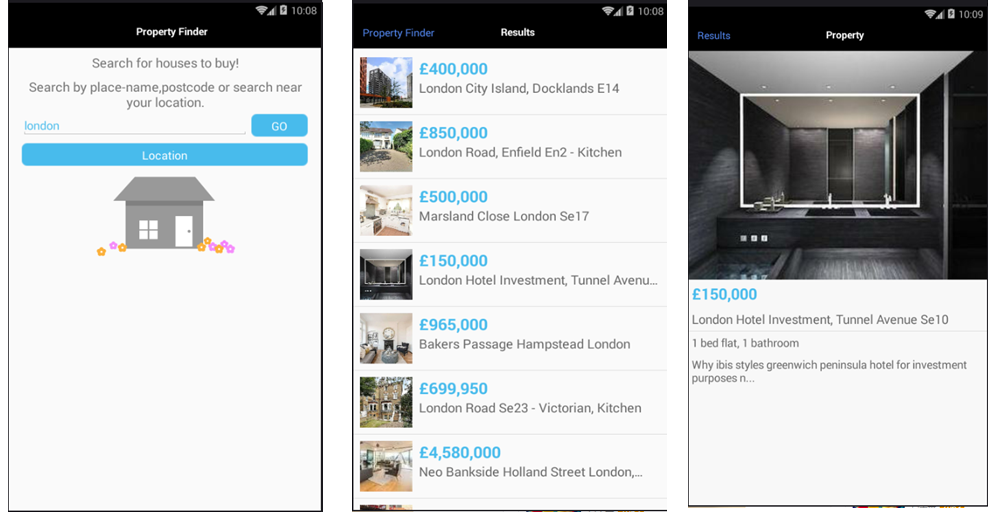 10:08
Property Finder
Search for houses to buy!
Search by place-name,postcode or search near
your location.
london
GO
Location
10:08
Property Finder
Results
£400,000
London City Island, Docklands E14
£850,000
London Road, Enfield En2 - Kitchen
£500,000
Marsland Close London Se17
£150,000
London Hotel Investment, Tunnel Avenu...
£965,000
Bakers Passage Hampstead London
£699,950
London Road Se23 - Victorian, Kitchen
£4,580,000
Neo Bankside Holland Street London,...
10:09
Results
Property
£150,000
London Hotel Investment, Tunnel Avenue Se10
1 bed flat, 1 bathroom
Why ibis styles greenwich peninsula hotel for investment
purposes n...